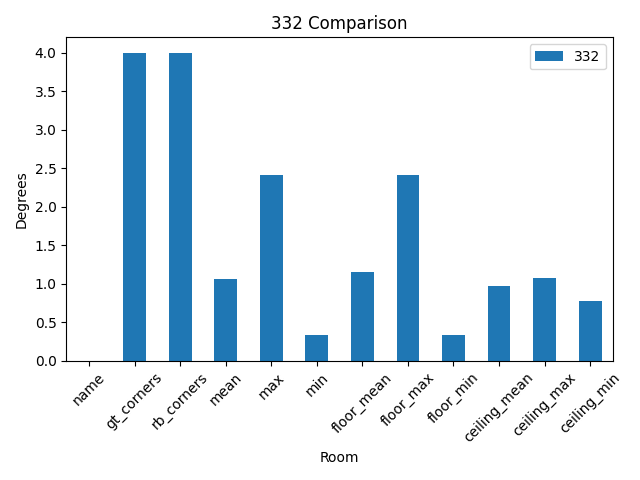 332 Comparison
332
Degrees
4.0
3.5
3.0
2.5
2.0
1.5
1.0
0.5
0.0
name
gt_corners
rb_corners
mean
max
min
floor_mean
floor_max
floor_min
ceiling_mean
ceiling_max
ceiling_min
Room